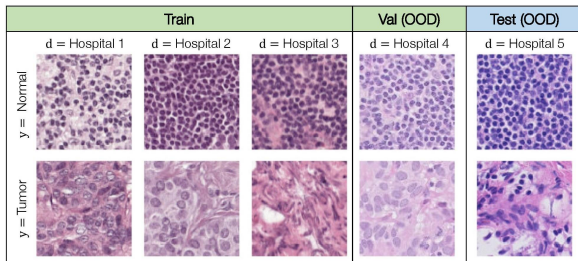 Train
Val (OOD)
Test (OOD)
d = Hospital 1
d = Hospital 2
d = Hospital 3
d = Hospital 4
d = Hospital 5
y = Normal
y = Tumor